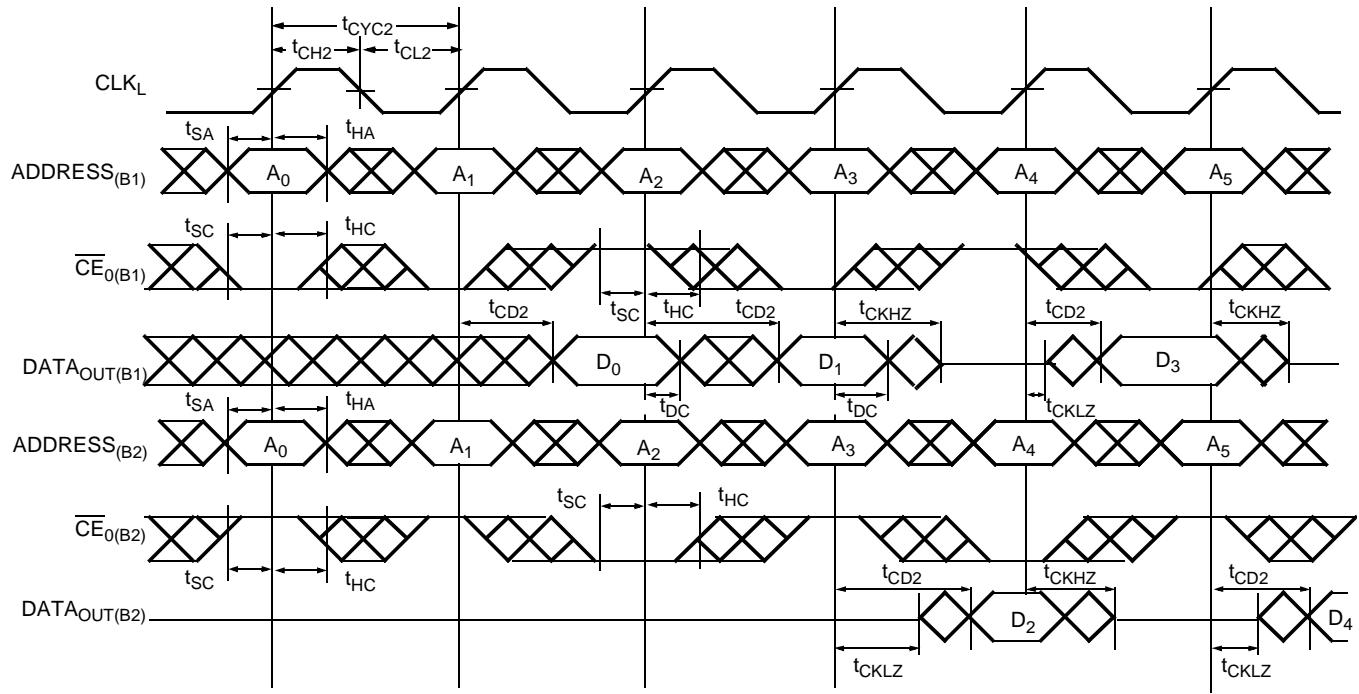 tCYC2
tCH2 tCL2
CLKL
tSA tHA
ADDRESS(B1) A0 A1 A2 A3 A4 A5
tSC tHC
CE0(B1)
tCD2 tSC tHC tCD2 tCKHZ tCD2 tCKHZ
DATAOUT(B1) D0 D1 D3
tSA tHA tDC tDC tCKLZ
ADDRESS(B2) A0 A1 A2 A3 A4 A5
tSC tHC
CE0(B2)
tSC tHC tCD2 tCKHZ tCD2
DATAOUT(B2) D2 D4
tCKLZ tCKLZ